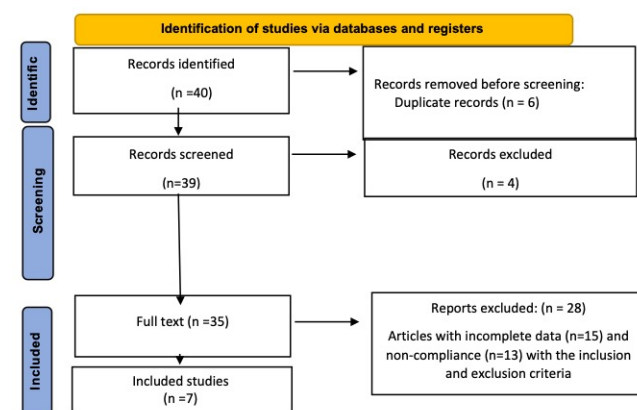 Identification of studies via databases and registers
Identific
Records identified
(n =40)
Records removed before screening:
Duplicate records (n = 6)
Screening
Records screened
(n=39)
Records excluded
(n = 4)
Included
Full text (n =35)
Reports excluded: (n = 28)
Articles with incomplete data (n=15) and
non-compliance (n=13) with the inclusion
and exclusion criteria
Included studies
(n =7)